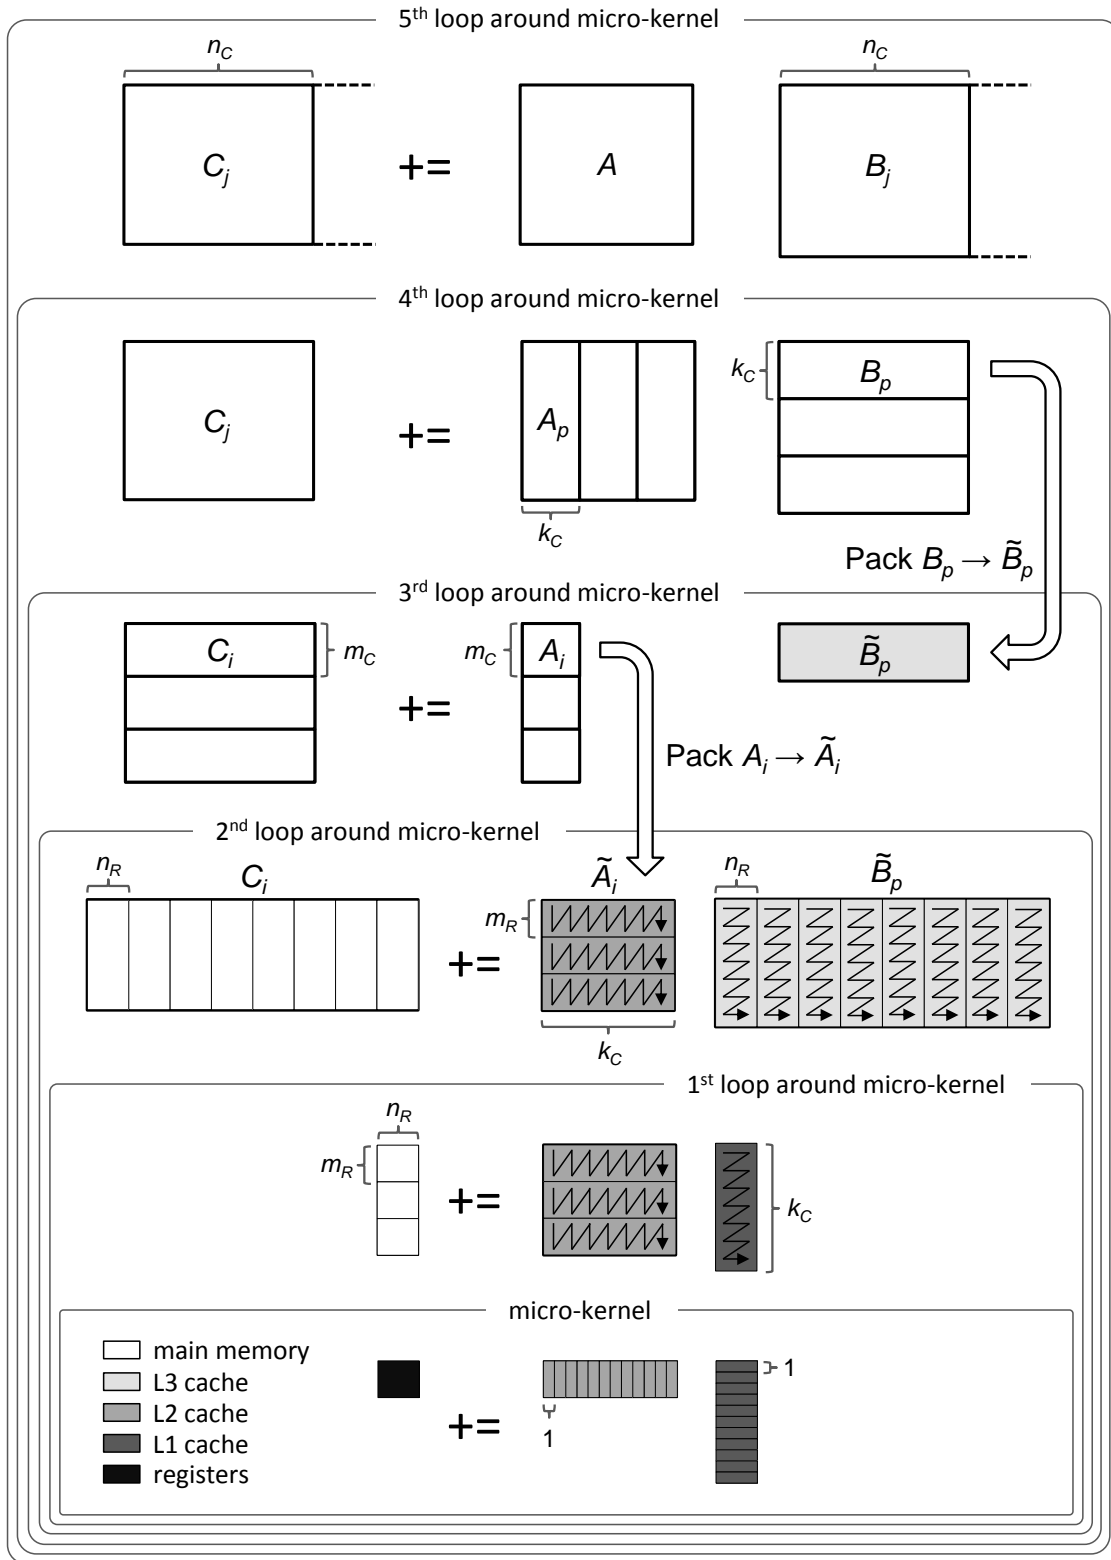 5th loop around micro-kernel
nC nC
Cj += A Bj
4th loop around micro-kernel
kC Bp
Cj += Ap
kC
Pack Bp → B̃p
3rd loop around micro-kernel
Ci mC mC Ai B̃p
+=
Pack Ai → Ãi
2nd loop around micro-kernel
nR Ci Ãi nR B̃p
mR
+=
kC
1st loop around micro-kernel
nR
mR += kC
micro-kernel
main memory
L3 cache 1
L2 cache +=
L1 cache 1
registers